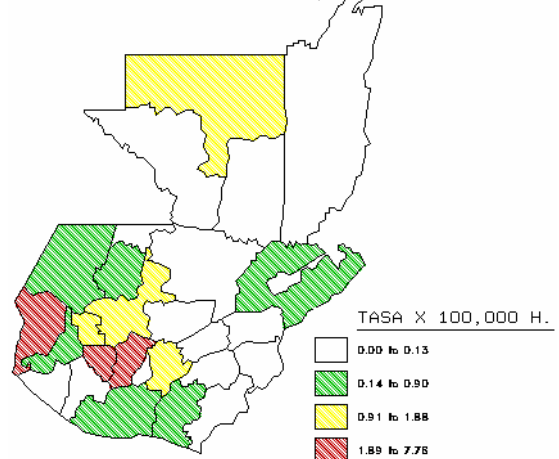 TASA X 100,000 H.
0.00 to 0.13
0.14 to 0.90
0.91 to 1.88
1.89 to 7.76